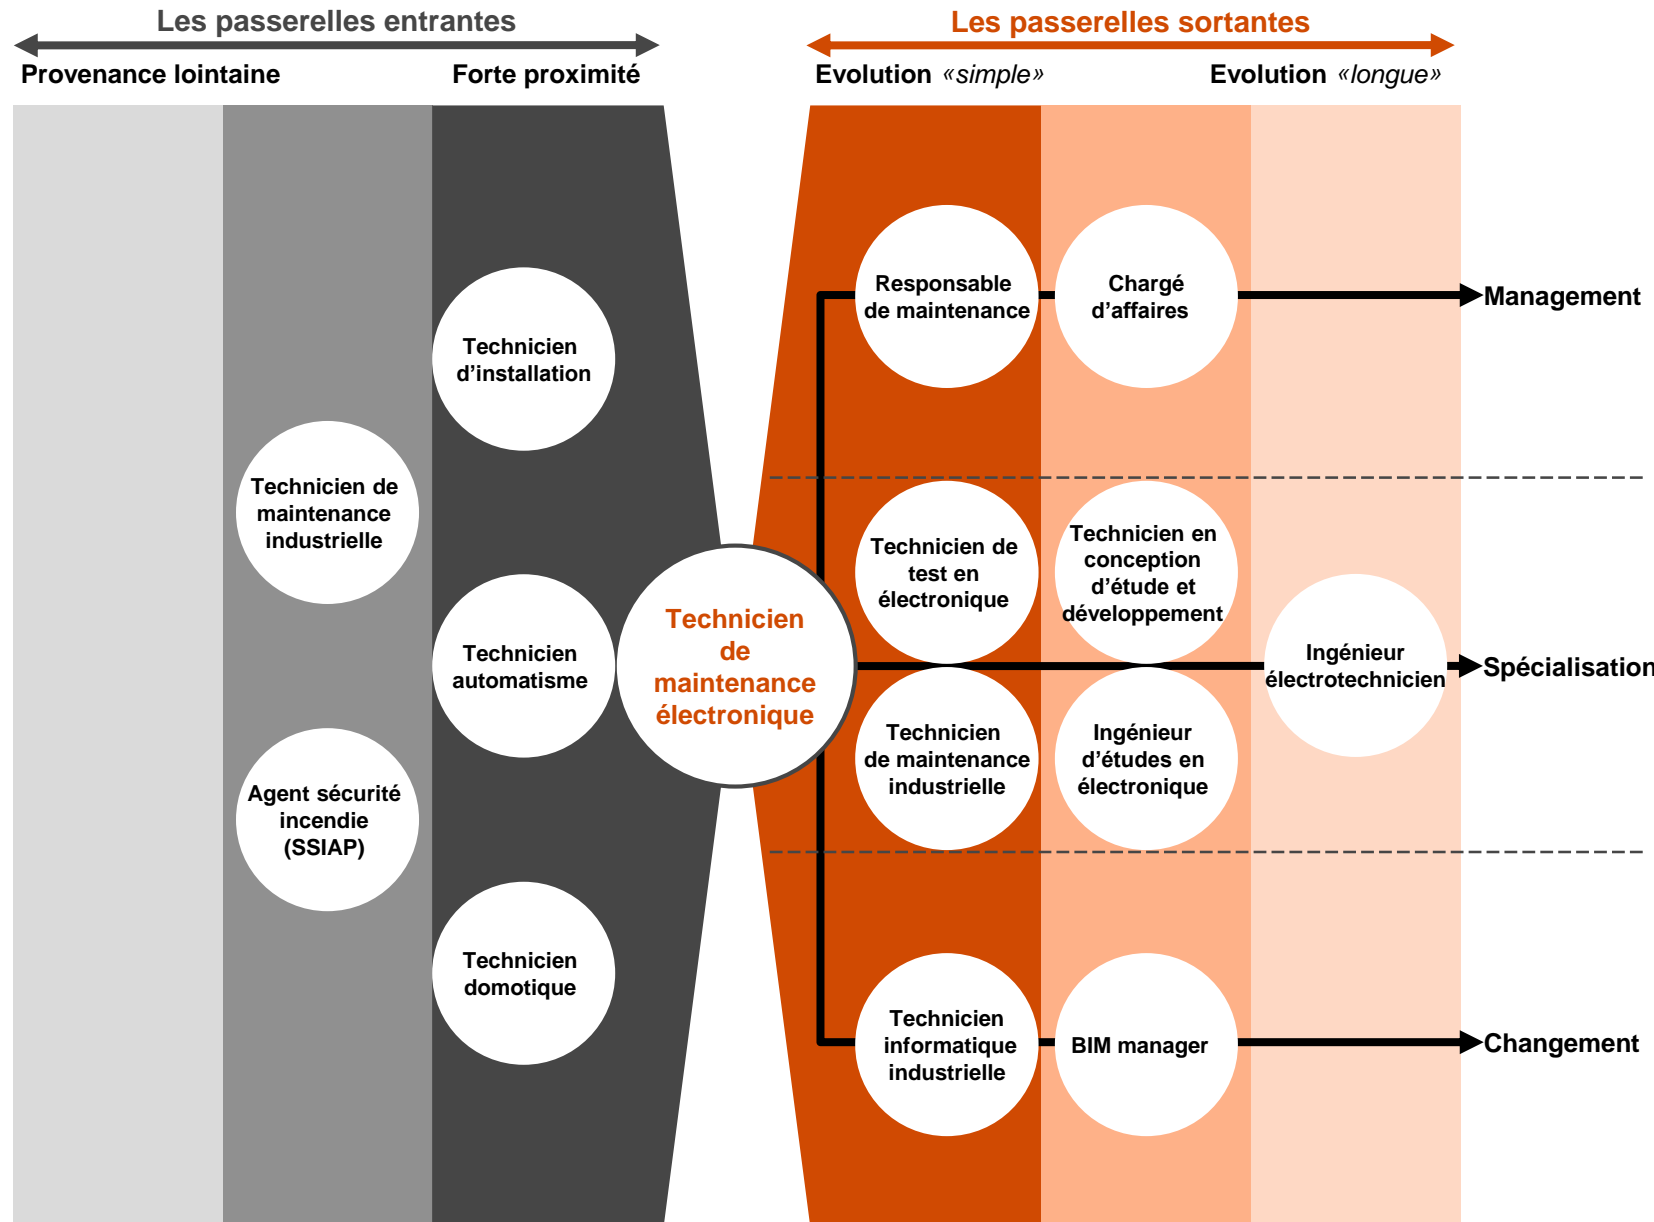 Les passerelles entrantes
Provenance lointaine
Forte proximité
Technicien
d’installation
Technicien de
maintenance
industrielle
Technicien
automatisme
Agent sécurité
incendie
(SSIAP)
Technicien
domotique
Technicien
de
maintenance
électronique
Les passerelles sortantes
Evolution «simple»
Evolution «longue»
Responsable
de maintenance
Chargé
d’affaires
Management
Technicien de
test en
électronique
Technicien en
conception
d’étude et
développement
Technicien
de maintenance
industrielle
Ingénieur
d’études en
électronique
Ingénieur
électrotechnicien
Spécialisation
Technicien
informatique
industrielle
BIM manager
Changement